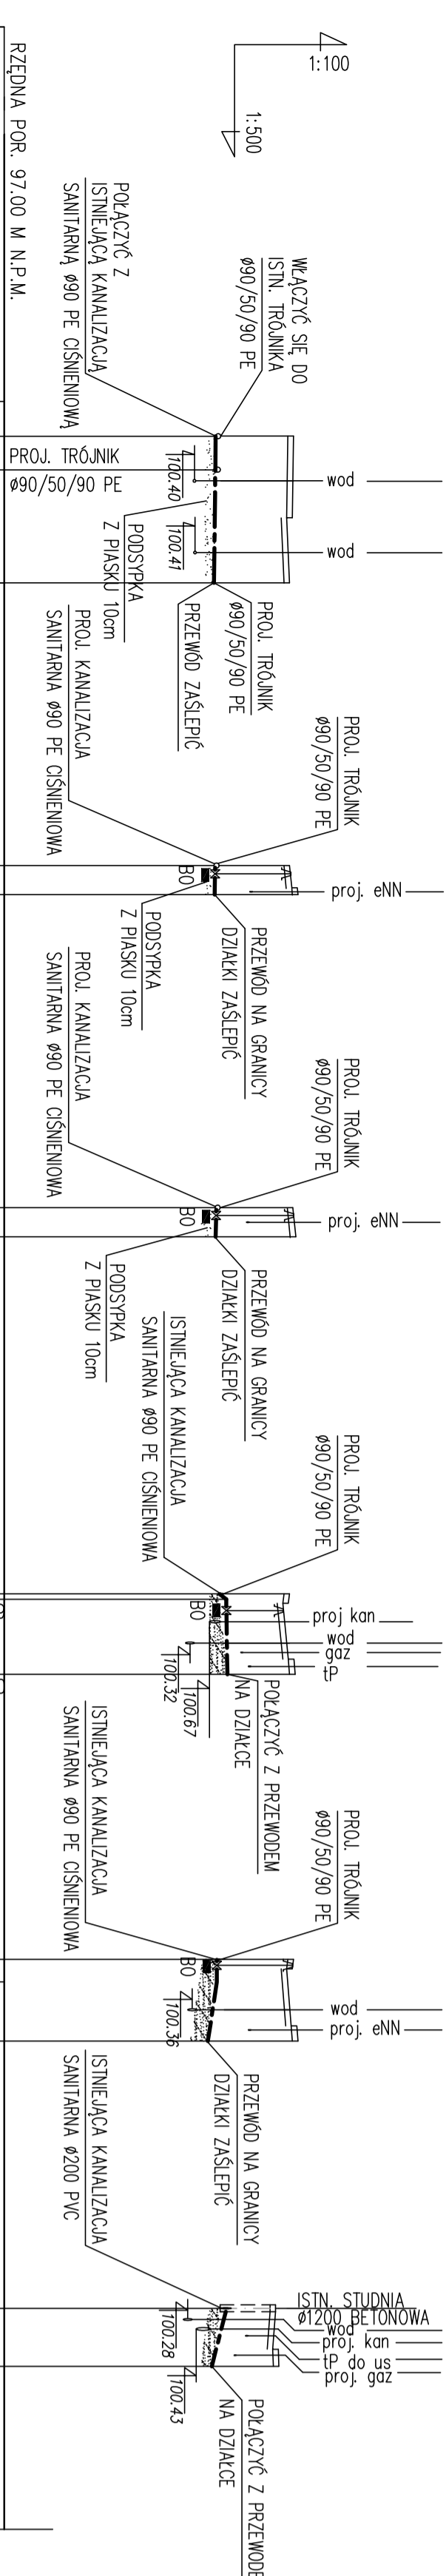 1:100
1:500
RZĘDNA POR. 97.00 M N.P.M.
POŁĄCZYĆ Z
ISTNIEJĄCĄ KANALIZACJĄ
SANITARNĄ ø90 PE CIŚNIENIOWĄ
WŁĄCZYĆ SIĘ DO
ISTN. TRÓJNIKA
ø90/50/90 PE
PROJ. TRÓJNIK
ø90/50/90 PE
100.40
100.41
wod
wod
PODSYPKA
Z PIASKU 10cm
PROJ. TRÓJNIK
ø90/50/90 PE
PRZEWÓD ZAŚLEPIĆ
PROJ. KANALIZACJA
SANITARNA ø90 PE CIŚNIENIOWA
PROJ. TRÓJNIK
ø90/50/90 PE
BO
proj. eNN
PODSYPKA
Z PIASKU 10cm
PRZEWÓD NA GRANICY
DZIAŁKI ZAŚLEPIĆ
PROJ. KANALIZACJA
SANITARNA ø90 PE CIŚNIENIOWA
PROJ. TRÓJNIK
ø90/50/90 PE
BO
proj. eNN
PODSYPKA
Z PIASKU 10cm
PRZEWÓD NA GRANICY
DZIAŁKI ZAŚLEPIĆ
ISTNIEJĄCA KANALIZACJA
SANITARNA ø90 PE CIŚNIENIOWA
PROJ. TRÓJNIK
ø90/50/90 PE
BO
proj kan
wod
gaz
tP
100.32
100.67
POŁĄCZYĆ Z PRZEWODEM
NA DZIAŁCE
ISTNIEJĄCA KANALIZACJA
SANITARNA ø90 PE CIŚNIENIOWA
PROJ. TRÓJNIK
ø90/50/90 PE
BO
wod
proj. eNN
100.36
PRZEWÓD NA GRANICY
DZIAŁKI ZAŚLEPIĆ
ISTNIEJĄCA KANALIZACJA
SANITARNA ø200 PVC
ISTN. STUDNIA
ø1200 BETONOWA
wod
proj. kan
tP do us
proj. gaz
100.28
100.43
POŁĄCZYĆ Z PRZEWODE
NA DZIAŁCE